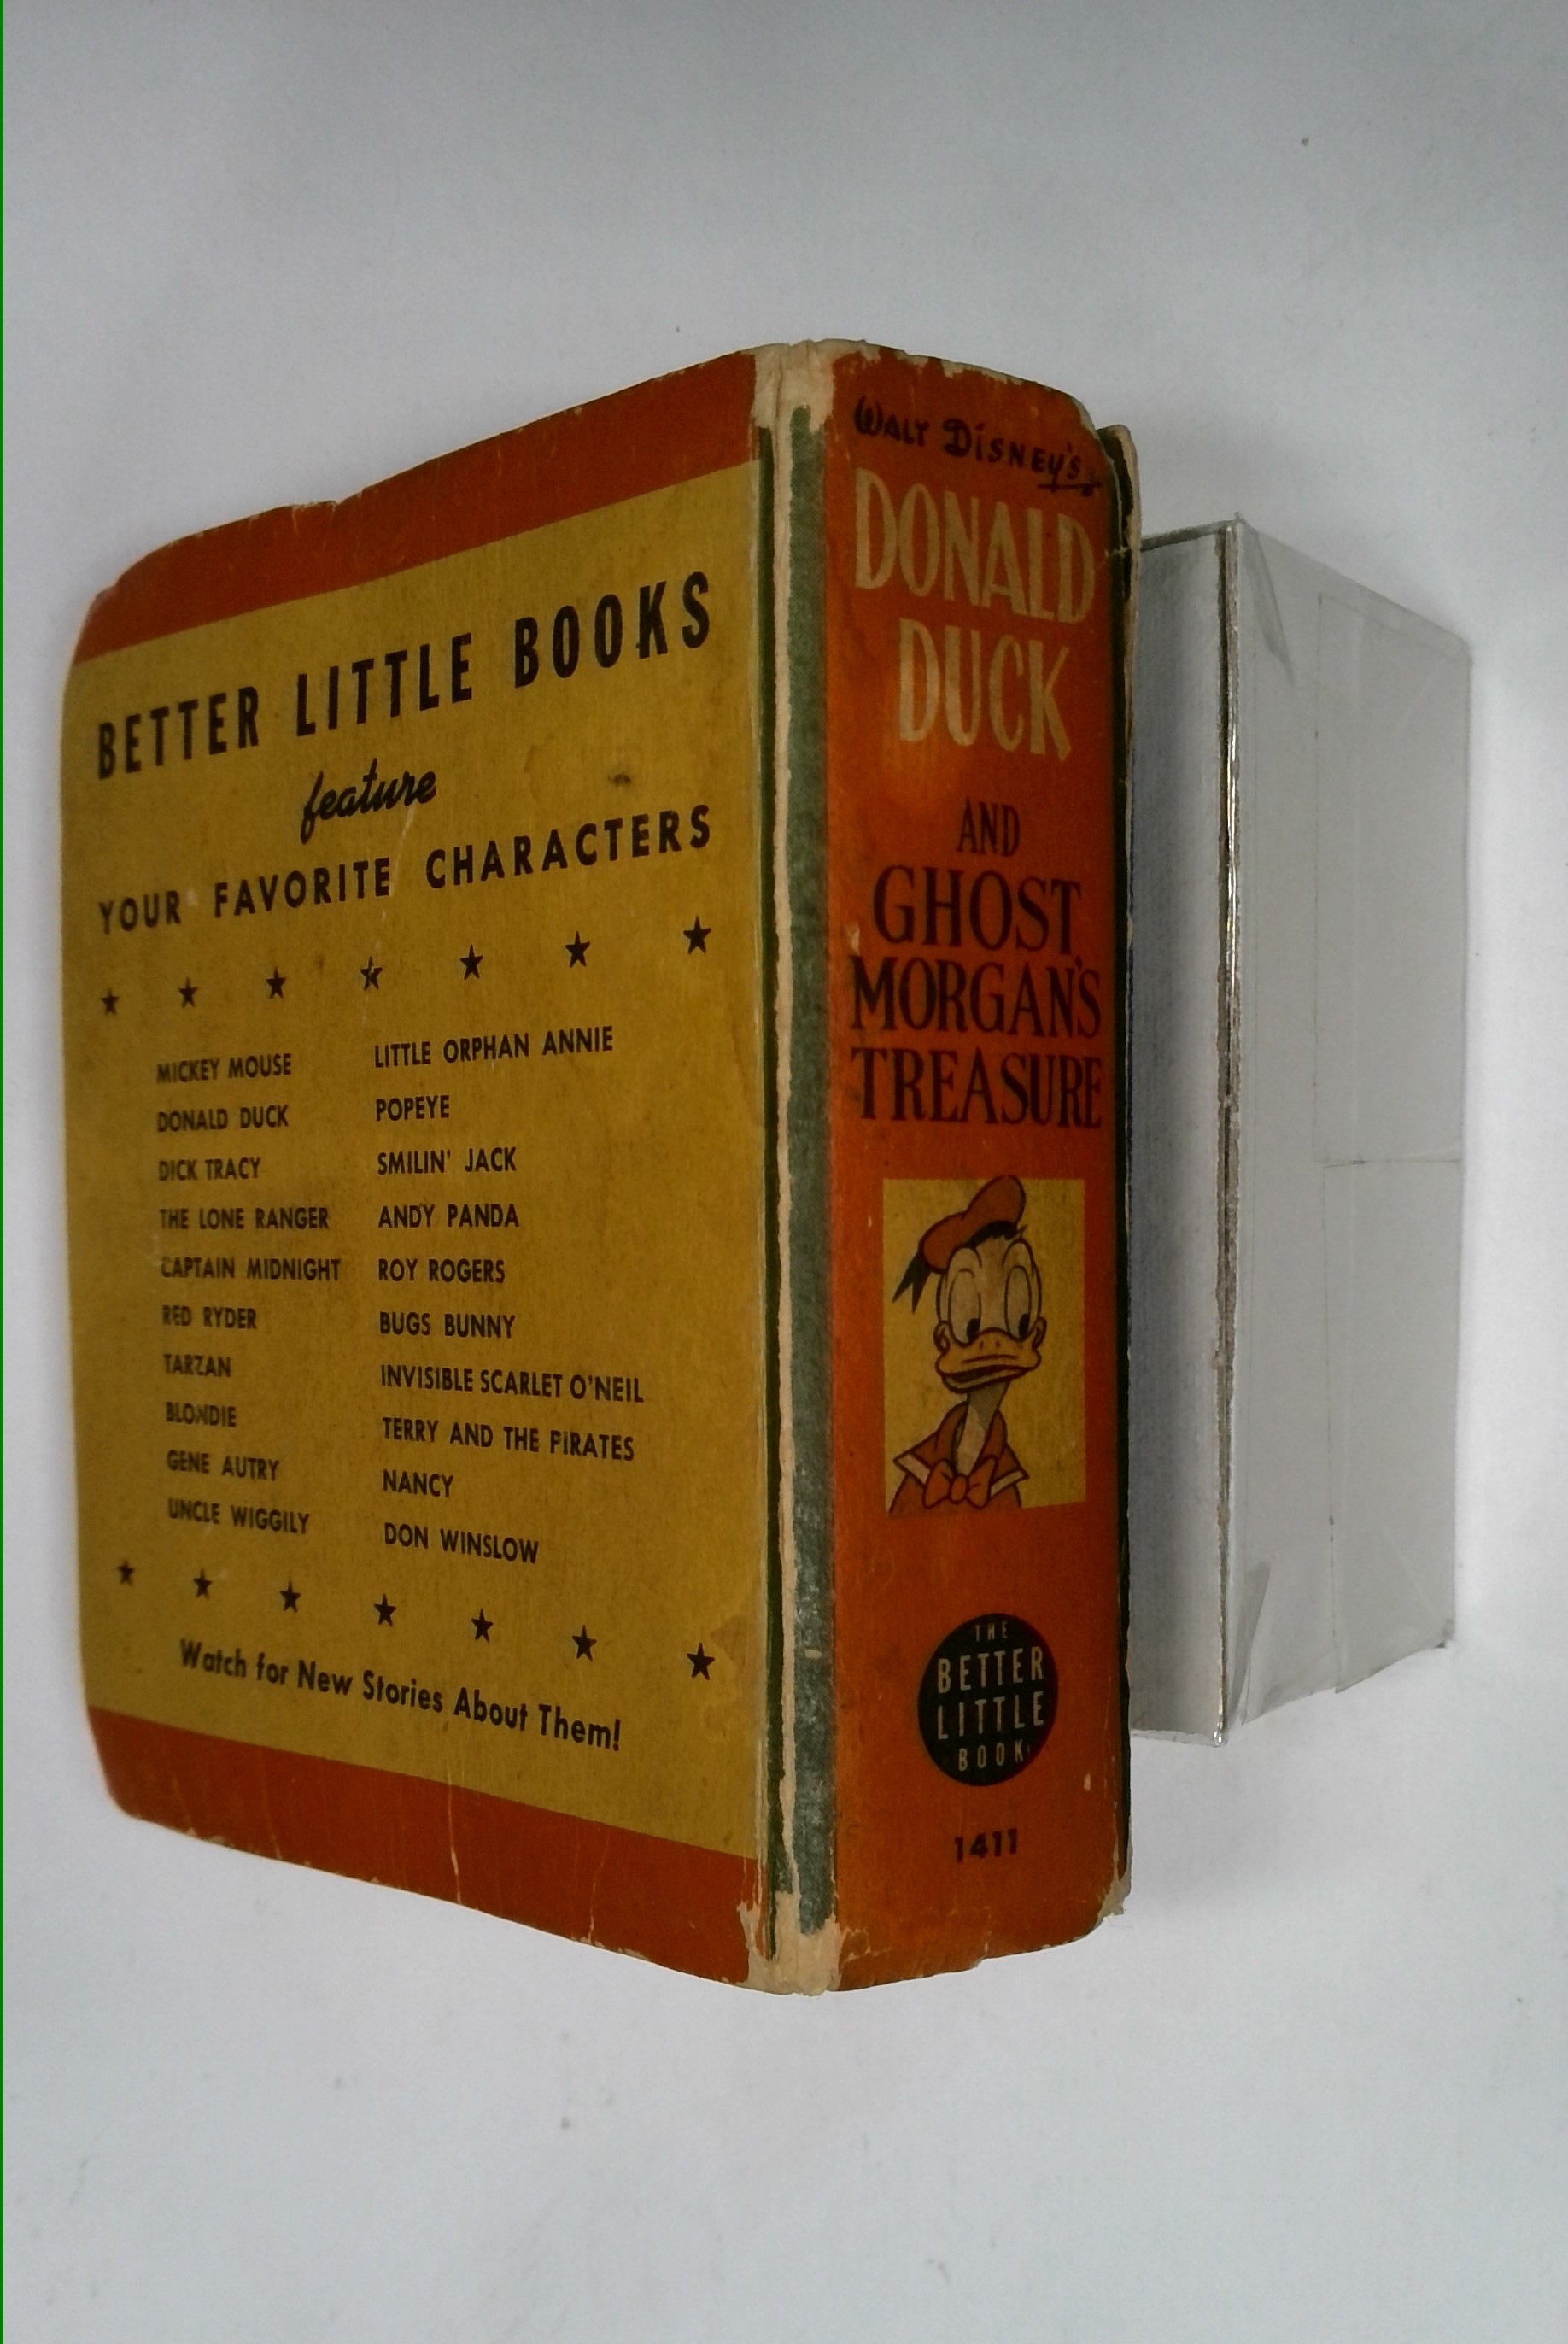 BETTER LITTLE BOOKS
feature
YOUR FAVORITE CHARACTERS
MICKEY MOUSE
DONALD DUCK
DICK TRACY
THE LONE RANGER
CAPTAIN MIDNIGHT
RED RYDER
TARZAN
BLONDIE
GENE AUTRY
UNCLE WIGGILY
LITTLE ORPHAN ANNIE
POPEYE
SMILIN' JACK
ANDY PANDA
ROY ROGERS
BUGS BUNNY
INVISIBLE SCARLET O'NEIL
TERRY AND THE PIRATES
NANCY
DON WINSLOW
Watch for New Stories About Them!
WALT DISNEY'S
DONALD
DUCK
AND
GHOST
MORGAN'S
TREASURE
THE
BETTER
LITTLE
BOOK
1411